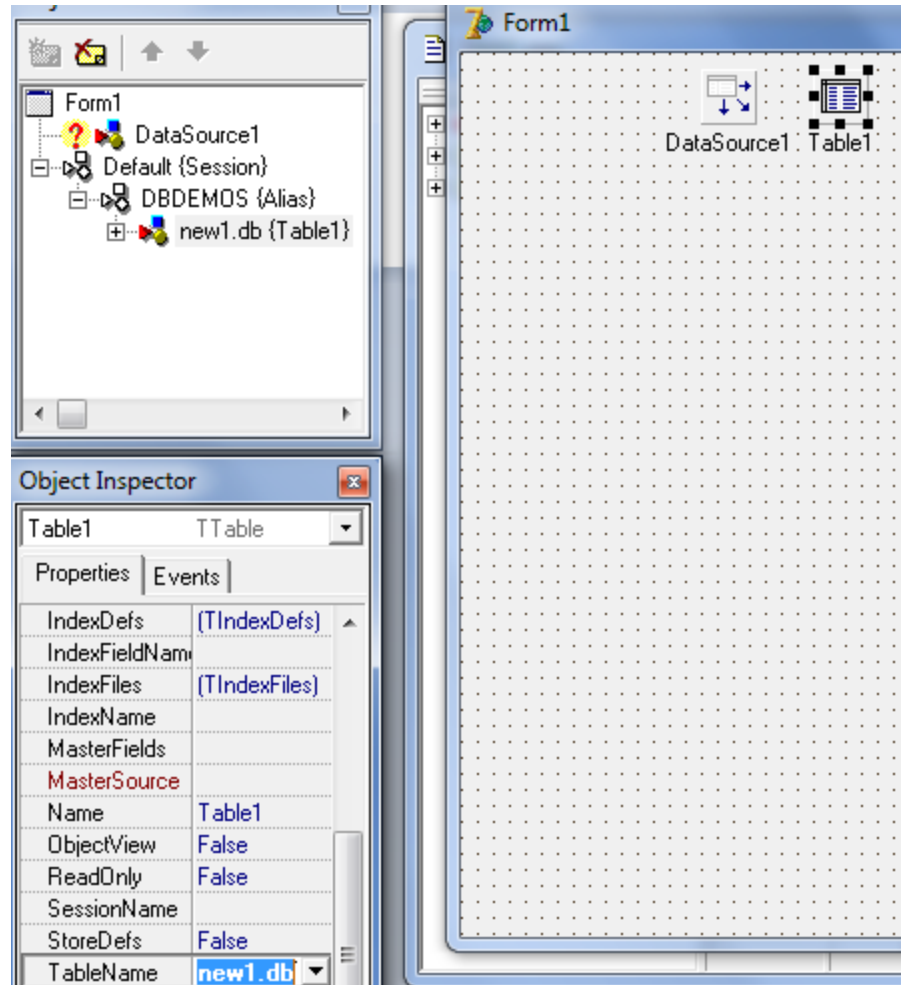 Form1
DataSource1
Default {Session}
DBDEMOS {Alias}
new1.db {Table1}
Object Inspector
Table1 TTable
Properties Events
IndexDefs (TIndexDefs)
IndexFieldName
IndexFiles (TIndexFiles)
IndexName
MasterFields
MasterSource
Name Table1
ObjectView False
ReadOnly False
SessionName
StoreDefs False
TableName new1.db
Form1
DataSource1 Table1